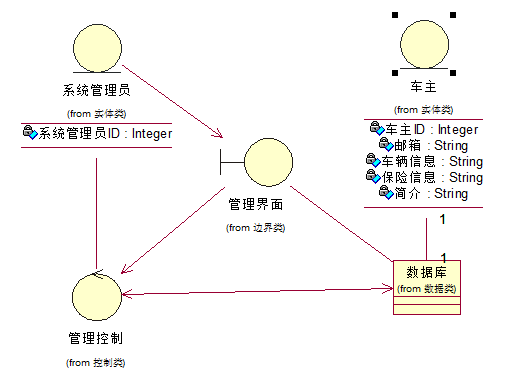 系统管理员
(from 实体类)
系统管理员ID : Integer
车主
(from 实体类)
车主ID : Integer
邮箱 : String
车辆信息 : String
保险信息 : String
简介 : String
管理界面
(from 边界类)
1
1
数据库
(from 数据类)
管理控制
(from 控制类)